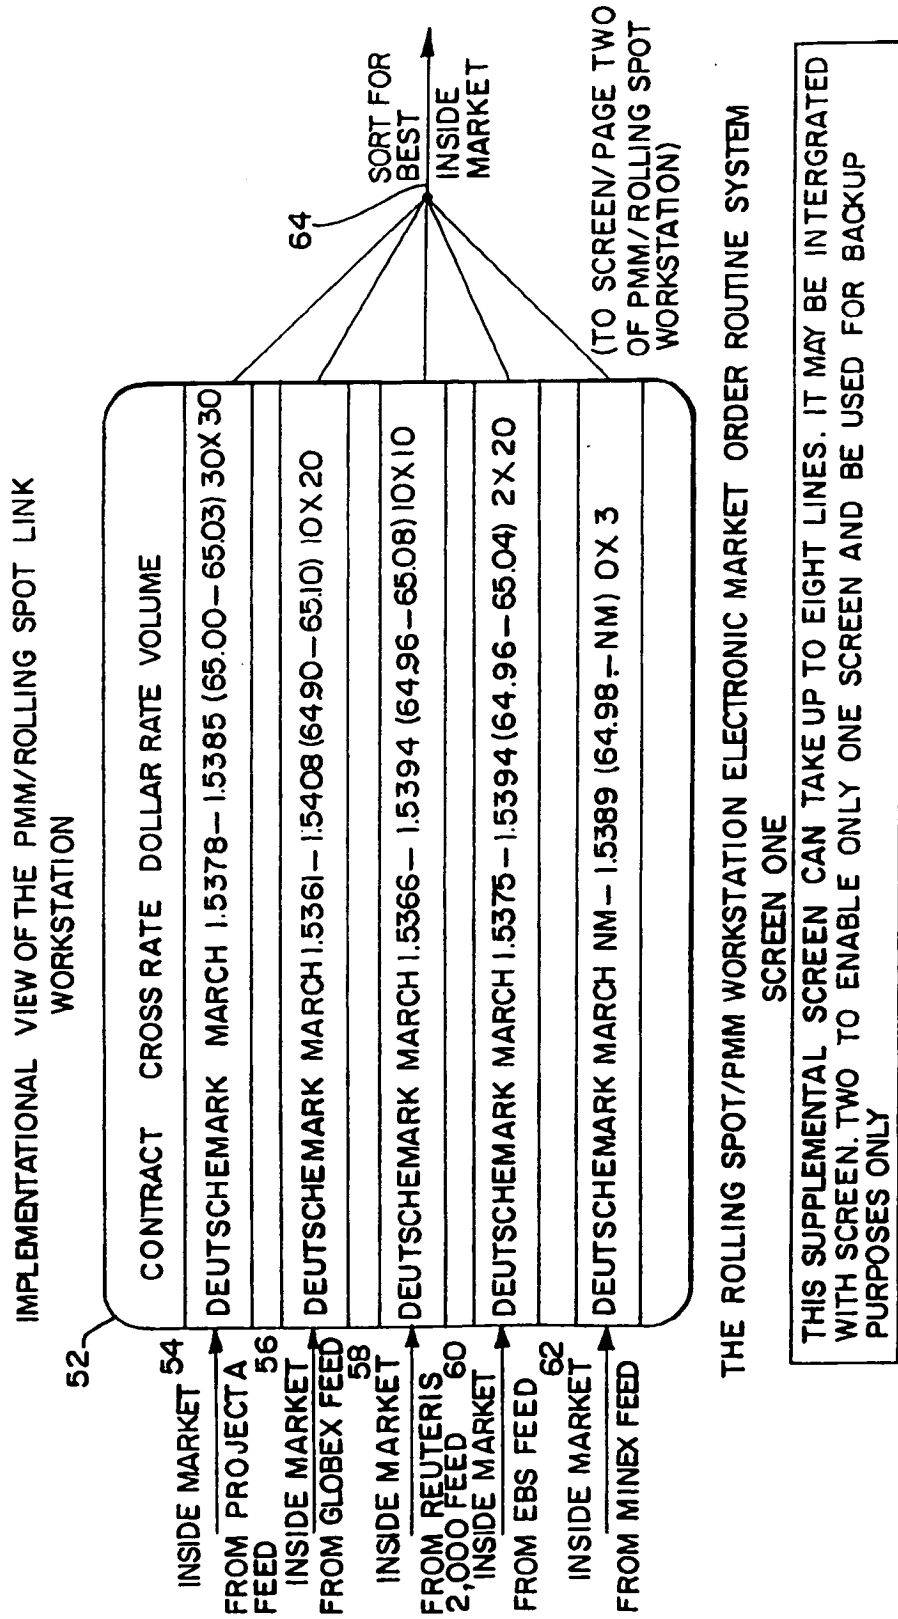 IMPLEMENTATIONAL VIEW OF THE PMM/ROLLING SPOT LINK
WORKSTATION
52
CONTRACT CROSS RATE DOLLAR RATE VOLUME
54
INSIDE MARKET
FROM PROJECT A
FEED
DEUTSCHEMARK MARCH 1.5378-1.5385 (65.00-65.03) 30X30
56
INSIDE MARKET
FROM GLOBEX FEED
DEUTSCHEMARK MARCH 1.5361-1.5408 (64.90-65.10) 10X20
58
INSIDE MARKET
FROM REUTERIS
2,000 FEED
DEUTSCHEMARK MARCH 1.5366-1.5394 (64.96-65.08) 10X10
60
INSIDE MARKET
FROM EBS FEED
DEUTSCHEMARK MARCH 1.5375-1.5394 (64.96-65.04) 2X20
62
INSIDE MARKET
FROM MINEX FEED
DEUTSCHEMARK MARCH NM-1.5389 (64.98.-NM) 0X3
64
SORT FOR
BEST
INSIDE
MARKET
(TO SCREEN/PAGE TWO
OF PMM/ROLLING SPOT
WORKSTATION)
THE ROLLING SPOT/PMM WORKSTATION ELECTRONIC MARKET ORDER ROUTINE SYSTEM
SCREEN ONE
THIS SUPPLEMENTAL SCREEN CAN TAKE UP TO EIGHT LINES. IT MAY BE INTERGRATED
WITH SCREEN. TWO TO ENABLE ONLY ONE SCREEN AND BE USED FOR BACKUP
PURPOSES ONLY